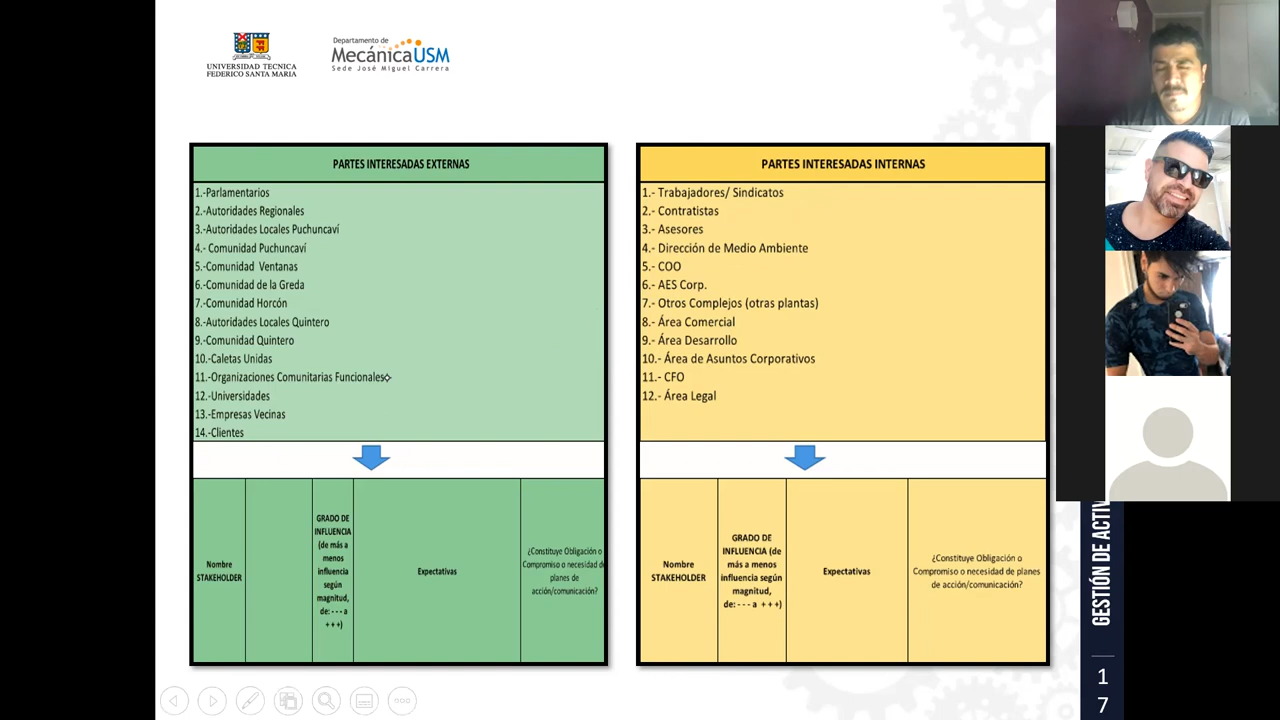 UNIVERSIDAD TECNICA
FEDERICO SANTA MARIA
Departamento de
MecánicaUSM
Sede José Miguel Carrera
PARTES INTERESADAS EXTERNAS
1.-Parlamentarios
2.-Autoridades Regionales
3.-Autoridades Locales Puchuncaví
4.- Comunidad Puchuncaví
5.-Comunidad Ventanas
6.-Comunidad de la Greda
7.-Comunidad Horcón
8.-Autoridades Locales Quintero
9.-Comunidad Quintero
10.-Caletas Unidas
11.-Organizaciones Comunitarias Funcionales
12.-Universidades
13.-Empresas Vecinas
14.-Clientes
Nombre
STAKEHOLDER
GRADO DE
INFLUENCIA
(de más a
menos
influencia
según
magnitud,
de: - - - a
+ + +)
Expectativas
¿Constituye Obligación o
Compromiso o necesidad de
planes de
acción/comunicación?
PARTES INTERESADAS INTERNAS
1.- Trabajadores/ Sindicatos
2.- Contratistas
3.- Asesores
4.- Dirección de Medio Ambiente
5.- COO
6.- AES Corp.
7.- Otros Complejos (otras plantas)
8.- Área Comercial
9.- Área Desarrollo
10.- Área de Asuntos Corporativos
11.- CFO
12.- Área Legal
Nombre
STAKEHOLDER
GRADO DE
INFLUENCIA (de
más a menos
influencia según
magnitud,
de: - - - a + + +)
Expectativas
¿Constituye Obligación o
Compromiso o necesidad de planes
de acción/comunicación?
GESTIÓN DE ACTIV
1
7